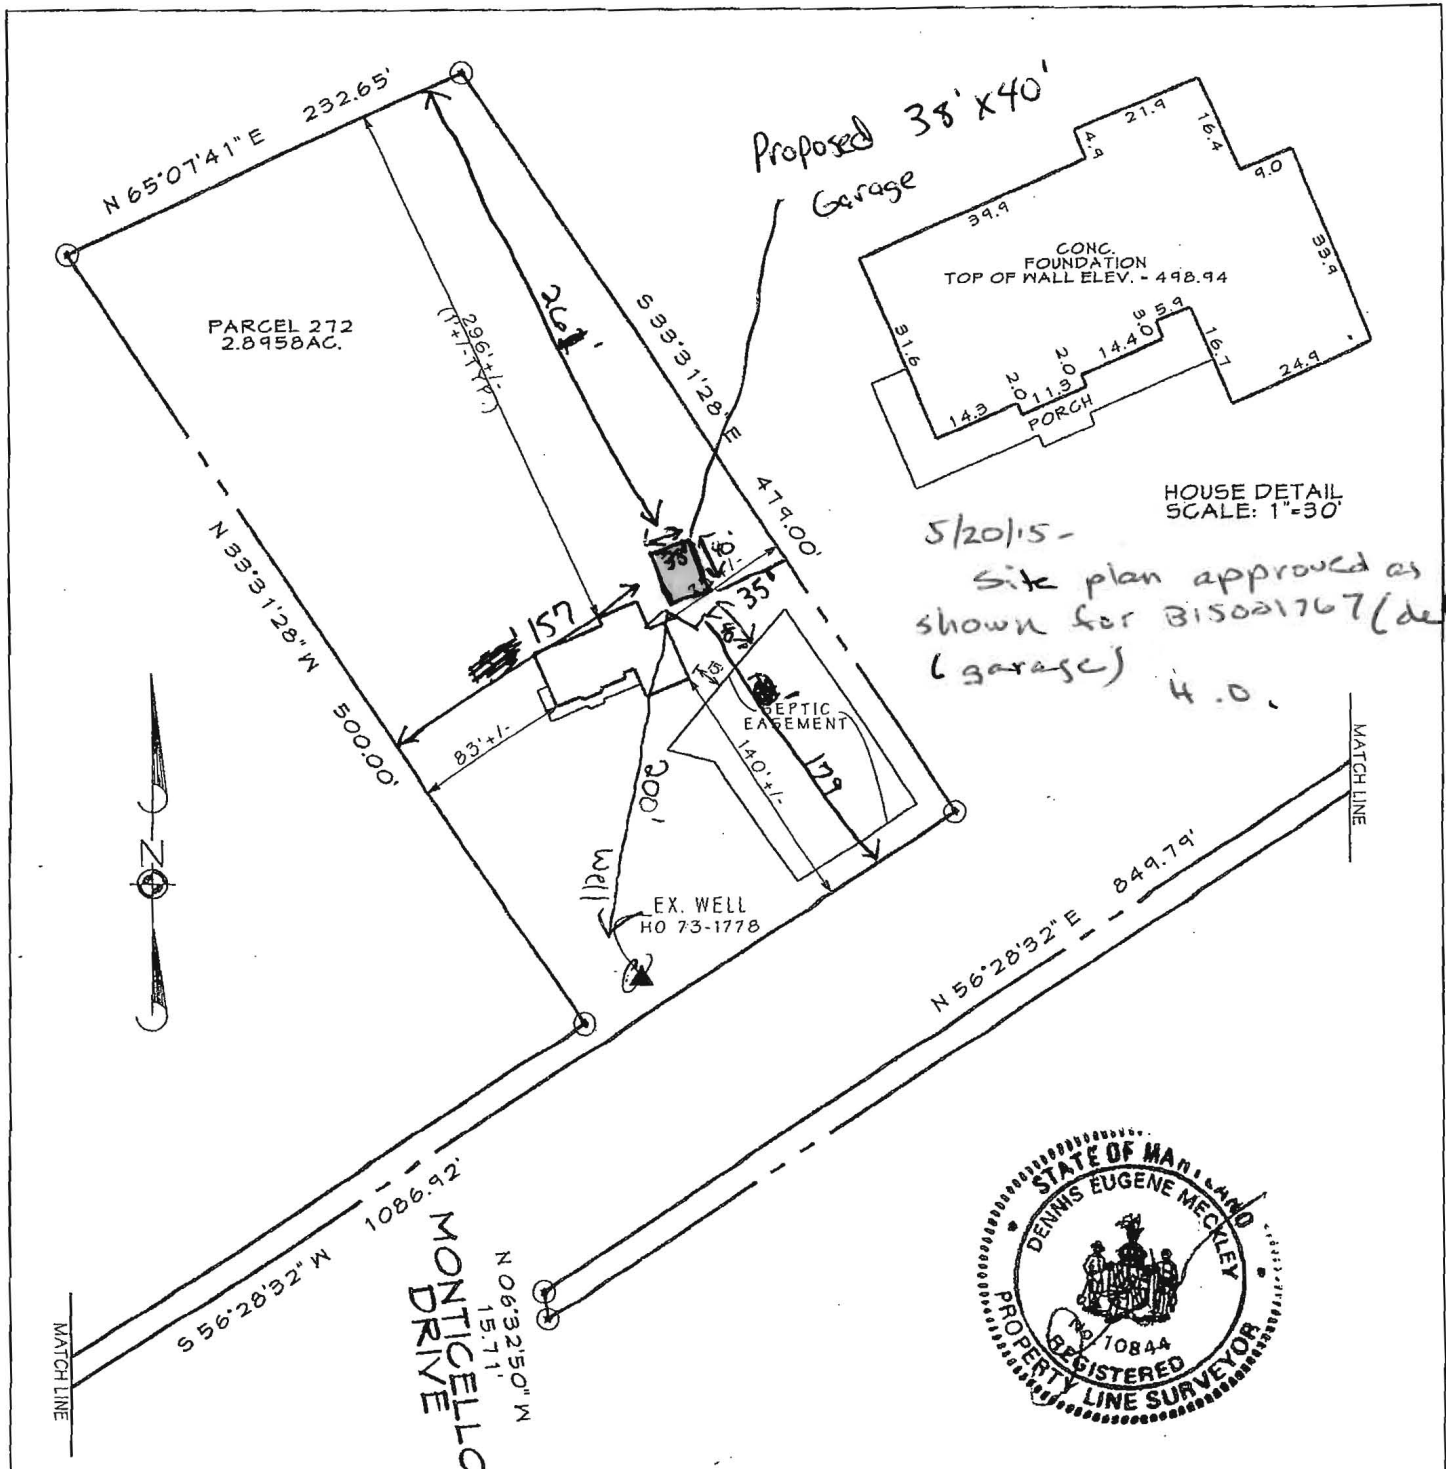 N 65°07'41" E 232.65'
Proposed 38' x 40'
Garage
PARCEL 272
2.8958AC.
296'+/-
(1'+/- TYP.)
S 33°31'28" E
479.00'
21.9
4.9
16.4
9.0
39.9
33.9
CONC.
FOUNDATION
TOP OF WALL ELEV. - 498.94
31.6
5.9
3.0
14.4
2.0
11.3
2.0
14.3
16.7
24.9
PORCH
HOUSE DETAIL
SCALE: 1"=30'
5/20/15 -
Site plan approved as
shown for B15001767 (de
(garage)
H.O.
38'
40'
35'
157
N 33°31'28" W
500.00'
83'+/-
15'
SEPTIC
EASEMENT
140'+/-
179
200'
Well
EX. WELL
HO 73-1778
N
MATCH LINE
N 56°28'32" E 849.79'
S 56°28'32" W 1086.92'
MATCH LINE
MONTICELLO
DRIVE
N 06°32'50" W
15.71'
STATE OF MARYLAND
DENNIS EUGENE MECKLEY
No. 10844
REGISTERED
PROPERTY LINE SURVEYOR